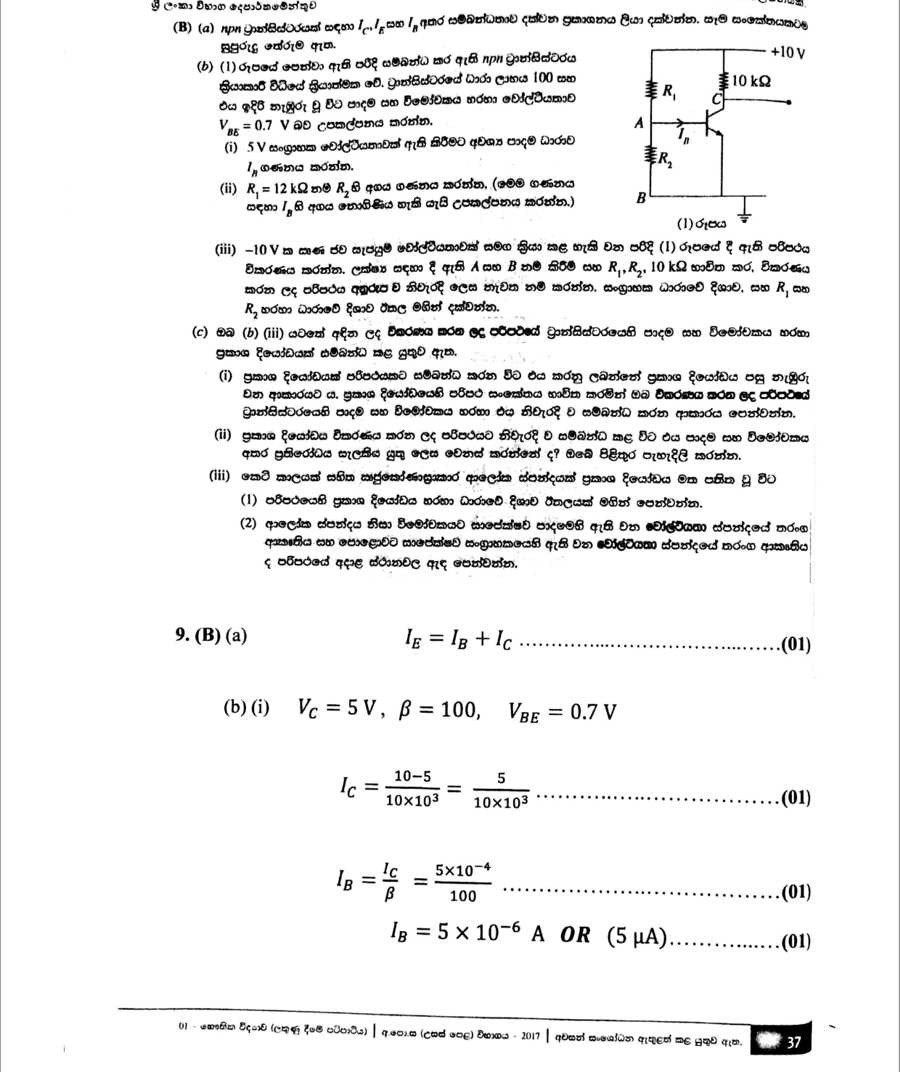 ශ්‍රී ලංකා විභාග දෙපාර්තමේන්තුව
(B) (a) npn ට්‍රාන්සිස්ටරයක් සඳහා I_C, I_E සහ I_B අතර සම්බන්ධතාව දක්වන ප්‍රකාශනය ලියා දක්වන්න. සෑම සංකේතයකටම
සුපුරුදු තේරුම ඇත.
(b) (1) රූපයේ පෙන්වා ඇති පරිදි සම්බන්ධ කර ඇති npn ට්‍රාන්සිස්ටරය
ක්‍රියාකාරී විධියේ ක්‍රියාත්මක වේ. ට්‍රාන්සිස්ටරයේ ධාරා ලාභය 100 සහ
එය ඉදිරි නැඹුරු වූ විට පාදම සහ විමෝචකය හරහා වෝල්ටීයතාව
V_BE = 0.7 V බව උපකල්පනය කරන්න.
(i) 5 V සංග්‍රාහක වෝල්ටීයතාවක් ඇති කිරීමට අවශ්‍ය පාදම ධාරාව
I_B ගණනය කරන්න.
(ii) R₁ = 12 kΩ නම් R₂ හි අගය ගණනය කරන්න. (මෙම ගණනය
සඳහා I_B හි අගය නොගිණිය හැකි යැයි උපකල්පනය කරන්න.)
+10 V
10 kΩ
R₁
C
A
I_B
R₂
B
(1) රූපය
(iii) −10 V ක ඍණ ජව සැපයුම් වෝල්ටීයතාවක් සමග ක්‍රියා කළ හැකි වන පරිදි (1) රූපයේ දී ඇති පරිපථය
විකරණය කරන්න. ලක්ෂ්‍ය සඳහා දී ඇති A සහ B නම් කිරීම් සහ R₁, R₂, 10 kΩ භාවිත කර, විකරණය
කරන ලද පරිපථය අනුරූප ව නිවැරදි ලෙස නැවත නම් කරන්න. සංග්‍රාහක ධාරාවේ දිශාව, සහ R₁ සහ
R₂ හරහා ධාරාවේ දිශාව ඊතල මගින් දක්වන්න.
(c) ඔබ (b) (iii) යටතේ අඳින ලද විකරණය කරන ලද පරිපථයේ ට්‍රාන්සිස්ටරයෙහි පාදම සහ විමෝචකය හරහා
ප්‍රකාශ දියෝඩයක් සම්බන්ධ කළ යුතුව ඇත.
(i) ප්‍රකාශ දියෝඩයක් පරිපථයකට සම්බන්ධ කරන විට එය කරනු ලබන්නේ ප්‍රකාශ දියෝඩය පසු නැඹුරු
වන ආකාරයට ය. ප්‍රකාශ දියෝඩයෙහි පරිපථ සංකේතය භාවිත කරමින් ඔබ විකරණය කරන ලද පරිපථයේ
ට්‍රාන්සිස්ටරයෙහි පාදම සහ විමෝචකය හරහා එය නිවැරදි ව සම්බන්ධ කරන ආකාරය පෙන්වන්න.
(ii) ප්‍රකාශ දියෝඩය විකරණය කරන ලද පරිපථයට නිවැරදි ව සම්බන්ධ කළ විට එය පාදම සහ විමෝචකය
අතර ප්‍රතිරෝධය සැලකිය යුතු ලෙස වෙනස් කරන්නේ ද? ඔබේ පිළිතුර පැහැදිලි කරන්න.
(iii) කෙටි කාලයක් සහිත සෘජුකෝණාස්‍රාකාර ආලෝක ස්පන්දයක් ප්‍රකාශ දියෝඩය මත පතිත වූ විට
(1) පරිපථයෙහි ප්‍රකාශ දියෝඩය හරහා ධාරාවේ දිශාව ඊතලයක් මගින් පෙන්වන්න.
(2) ආලෝක ස්පන්දය නිසා විමෝචකයට සාපේක්ෂව පාදමෙහි ඇති වන වෝල්ටීයතා ස්පන්දයේ තරංග
ආකෘතිය සහ පොළොවට සාපේක්ෂව සංග්‍රාහකයෙහි ඇති වන වෝල්ටීයතා ස්පන්දයේ තරංග ආකෘතිය
ද පරිපථයේ අදාළ ස්ථානවල ඇඳ පෙන්වන්න.
9. (B) (a) I_E = I_B + I_C ........................................(01)
(b) (i) V_C = 5 V, β = 100, V_BE = 0.7 V
I_C = (10−5)/(10×10³) = 5/(10×10³) ........................................(01)
I_B = I_C/β = (5×10⁻⁴)/100 ........................................(01)
I_B = 5 × 10⁻⁶ A OR (5 μA)................(01)
01 - භෞතික විද්‍යාව (ලකුණු දීමේ පටිපාටිය) | අ.පො.ස (උසස් පෙළ) විභාගය - 2017 | අවසන් සංශෝධන ඇතුළත් කළ යුතුව ඇත. 37